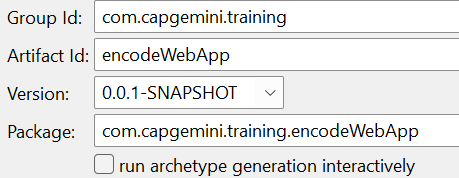 Group Id: com.capgemini.training
Artifact Id: encodeWebApp
Version: 0.0.1-SNAPSHOT
Package: com.capgemini.training.encodeWebApp
run archetype generation interactively